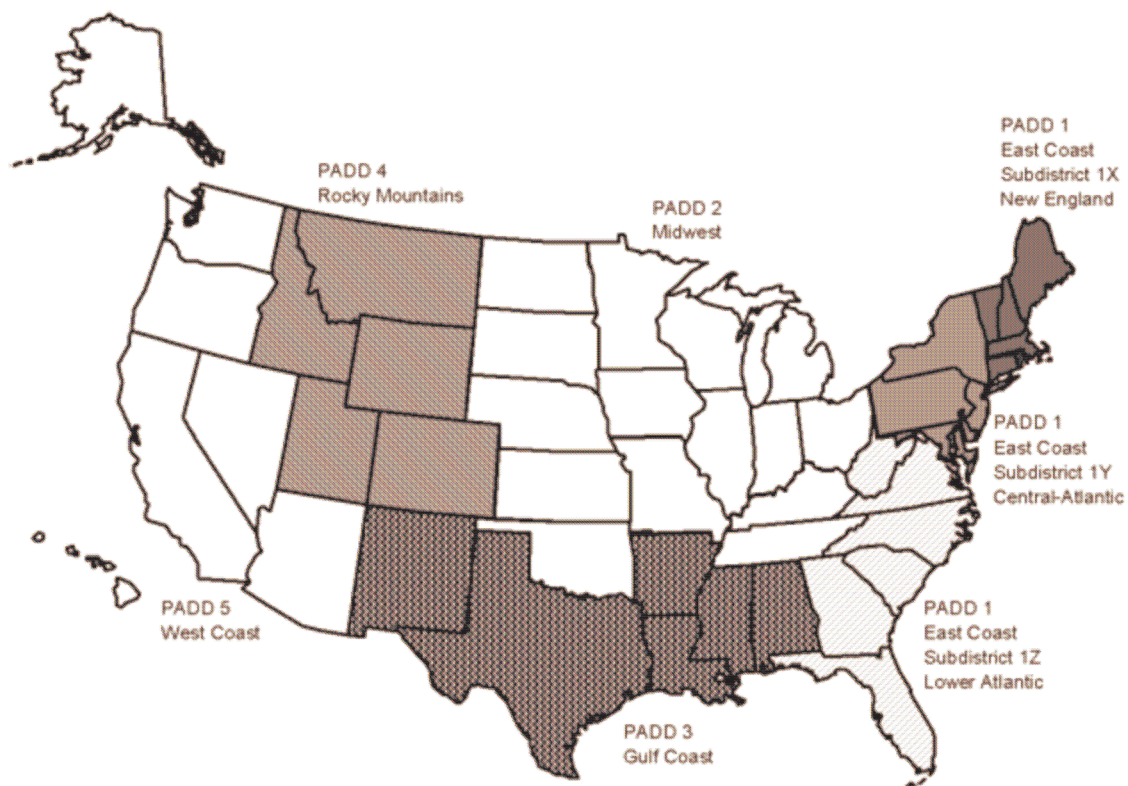 PADD 1
East Coast
Subdistrict 1X
New England
PADD 4
Rocky Mountains
PADD 2
Midwest
PADD 1
East Coast
Subdistrict 1Y
Central-Atlantic
PADD 5
West Coast
PADD 1
East Coast
Subdistrict 1Z
Lower Atlantic
PADD 3
Gulf Coast